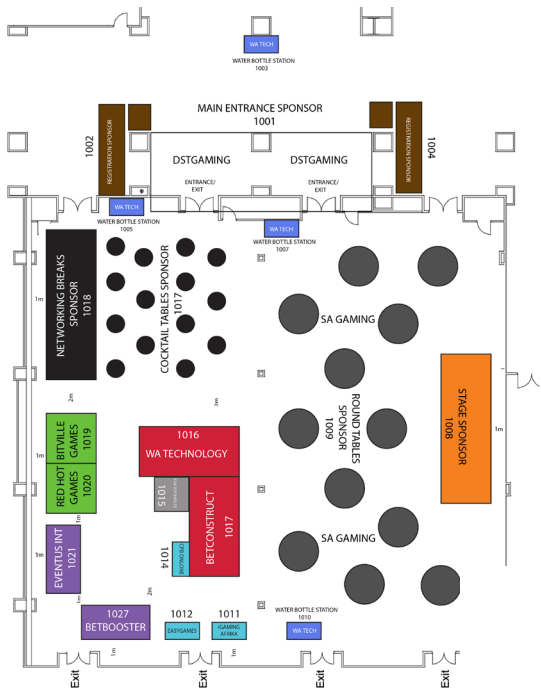 WA TECH
WATER BOTTLE STATION
1003
MAIN ENTRANCE SPONSOR
1001
1002
REGISTRATION SPONSOR
DSTGAMING
DSTGAMING
REGISTRATION SPONSOR
1004
ENTRANCE/
EXIT
ENTRANCE/
EXIT
WA TECH
WATER BOTTLE STATION
1005
WA TECH
WATER BOTTLE STATION
1007
NETWORKING BREAKS
SPONSOR
1018
COCKTAIL TABLES SPONSOR
1017
1m
SA GAMING
ROUND TABLES
SPONSOR
1009
STAGE SPONSOR
1008
1m
2m
3m
BITVILLE
GAMES
1019
1m
RED HOT
GAMES
1020
1016
WA TECHNOLOGY
1015
BETCONSTRUCT
1017
1m
EVENTUS INT
1021
1m
1014
SA GAMING
1m
2m
1027
BETBOOSTER
1012
EASYGAMES
1011
IGAMING
AFRIKA
WATER BOTTLE STATION
1010
WA TECH
1m
1m
Exit
Exit
Exit
Exit